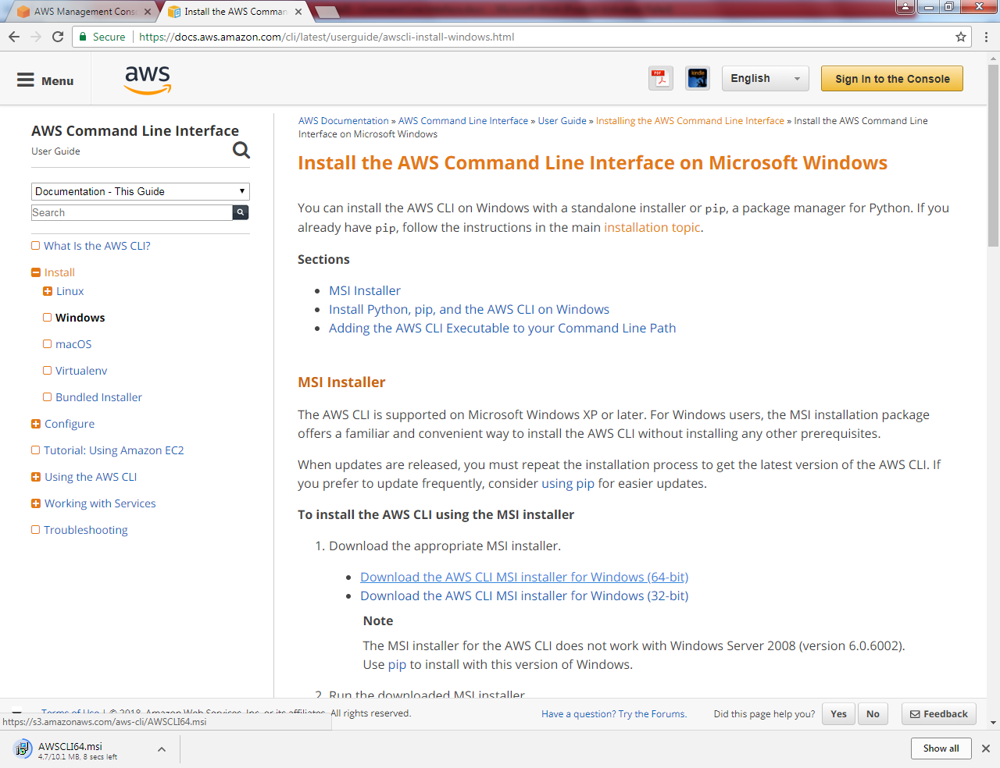 AWS Management Cons
Install the AWS Comman
Secure
https://docs.aws.amazon.com/cli/latest/userguide/awscli-install-windows.html
Menu
aws
PDF
kindle
English
Sign In to the Console
AWS Command Line Interface
User Guide
Documentation - This Guide
Search
What Is the AWS CLI?
Install
Linux
Windows
macOS
Virtualenv
Bundled Installer
Configure
Tutorial: Using Amazon EC2
Using the AWS CLI
Working with Services
Troubleshooting
AWS Documentation » AWS Command Line Interface » User Guide » Installing the AWS Command Line Interface » Install the AWS Command Line
Interface on Microsoft Windows
Install the AWS Command Line Interface on Microsoft Windows
You can install the AWS CLI on Windows with a standalone installer or pip, a package manager for Python. If you
already have pip, follow the instructions in the main installation topic.
Sections
• MSI Installer
• Install Python, pip, and the AWS CLI on Windows
• Adding the AWS CLI Executable to your Command Line Path
MSI Installer
The AWS CLI is supported on Microsoft Windows XP or later. For Windows users, the MSI installation package
offers a familiar and convenient way to install the AWS CLI without installing any other prerequisites.
When updates are released, you must repeat the installation process to get the latest version of the AWS CLI. If
you prefer to update frequently, consider using pip for easier updates.
To install the AWS CLI using the MSI installer
1. Download the appropriate MSI installer.
• Download the AWS CLI MSI installer for Windows (64-bit)
• Download the AWS CLI MSI installer for Windows (32-bit)
Note
The MSI installer for the AWS CLI does not work with Windows Server 2008 (version 6.0.6002).
Use pip to install with this version of Windows.
2. Run the downloaded MSI installer
Terms of Use | © 2018, Amazon Web Services, Inc. or its affiliates. All rights reserved.
Have a question? Try the Forums.
Did this page help you?
Yes
No
Feedback
https://s3.amazonaws.com/aws-cli/AWSCLI64.msi
AWSCLI64.msi
4.7/10.1 MB, 8 secs left
Show all